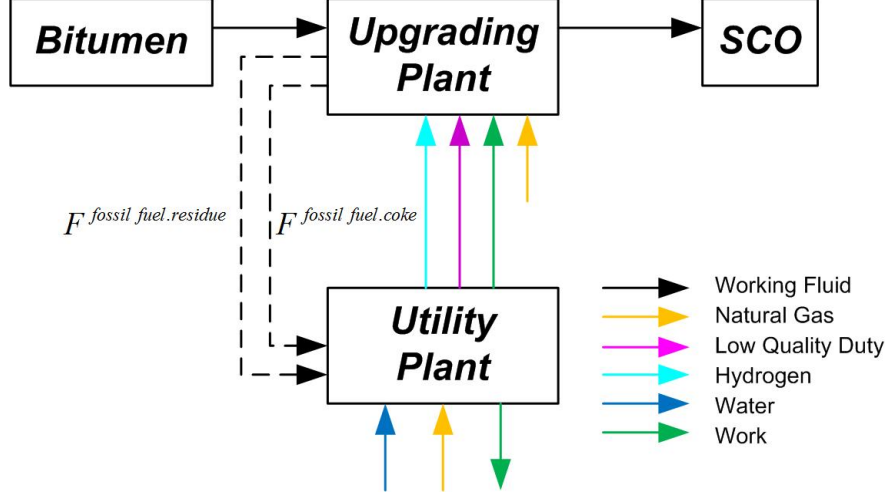 Bitumen
Upgrading
Plant
SCO
F fossil fuel.residue
F fossil fuel.coke
Utility
Plant
Working Fluid
Natural Gas
Low Quality Duty
Hydrogen
Water
Work